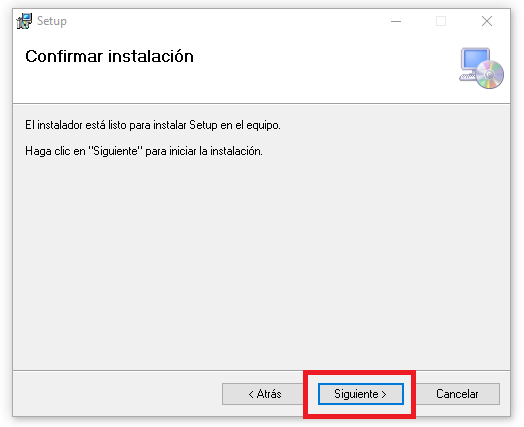 Setup
Confirmar instalación
El instalador está listo para instalar Setup en el equipo.
Haga clic en "Siguiente" para iniciar la instalación.
< Atrás
Siguiente >
Cancelar